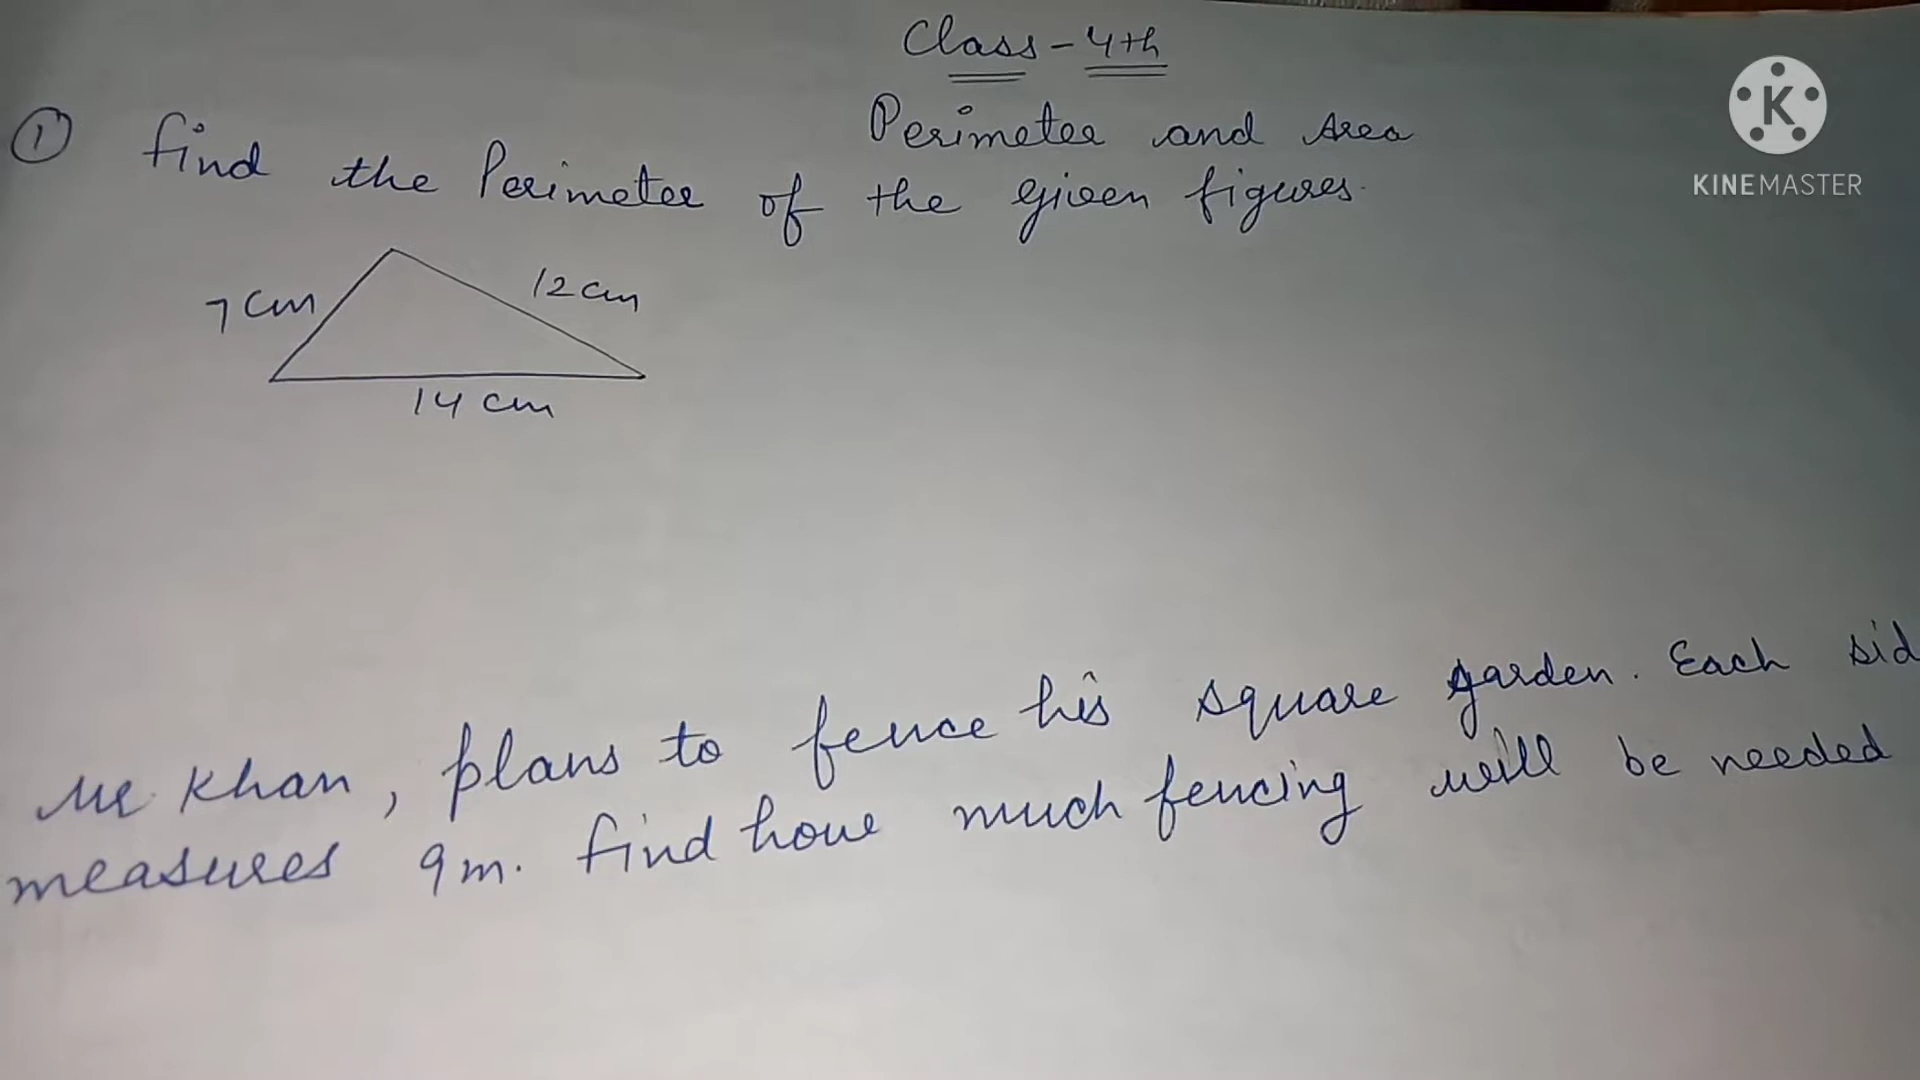 Class - 4th
Perimeter and Area
① find the Perimeter of the given figures.
7 cm
12 cm
14 cm
Mr Khan, plans to fence his square garden. Each sid
measures 9m. find how much fencing will be needed
K
KINEMASTER